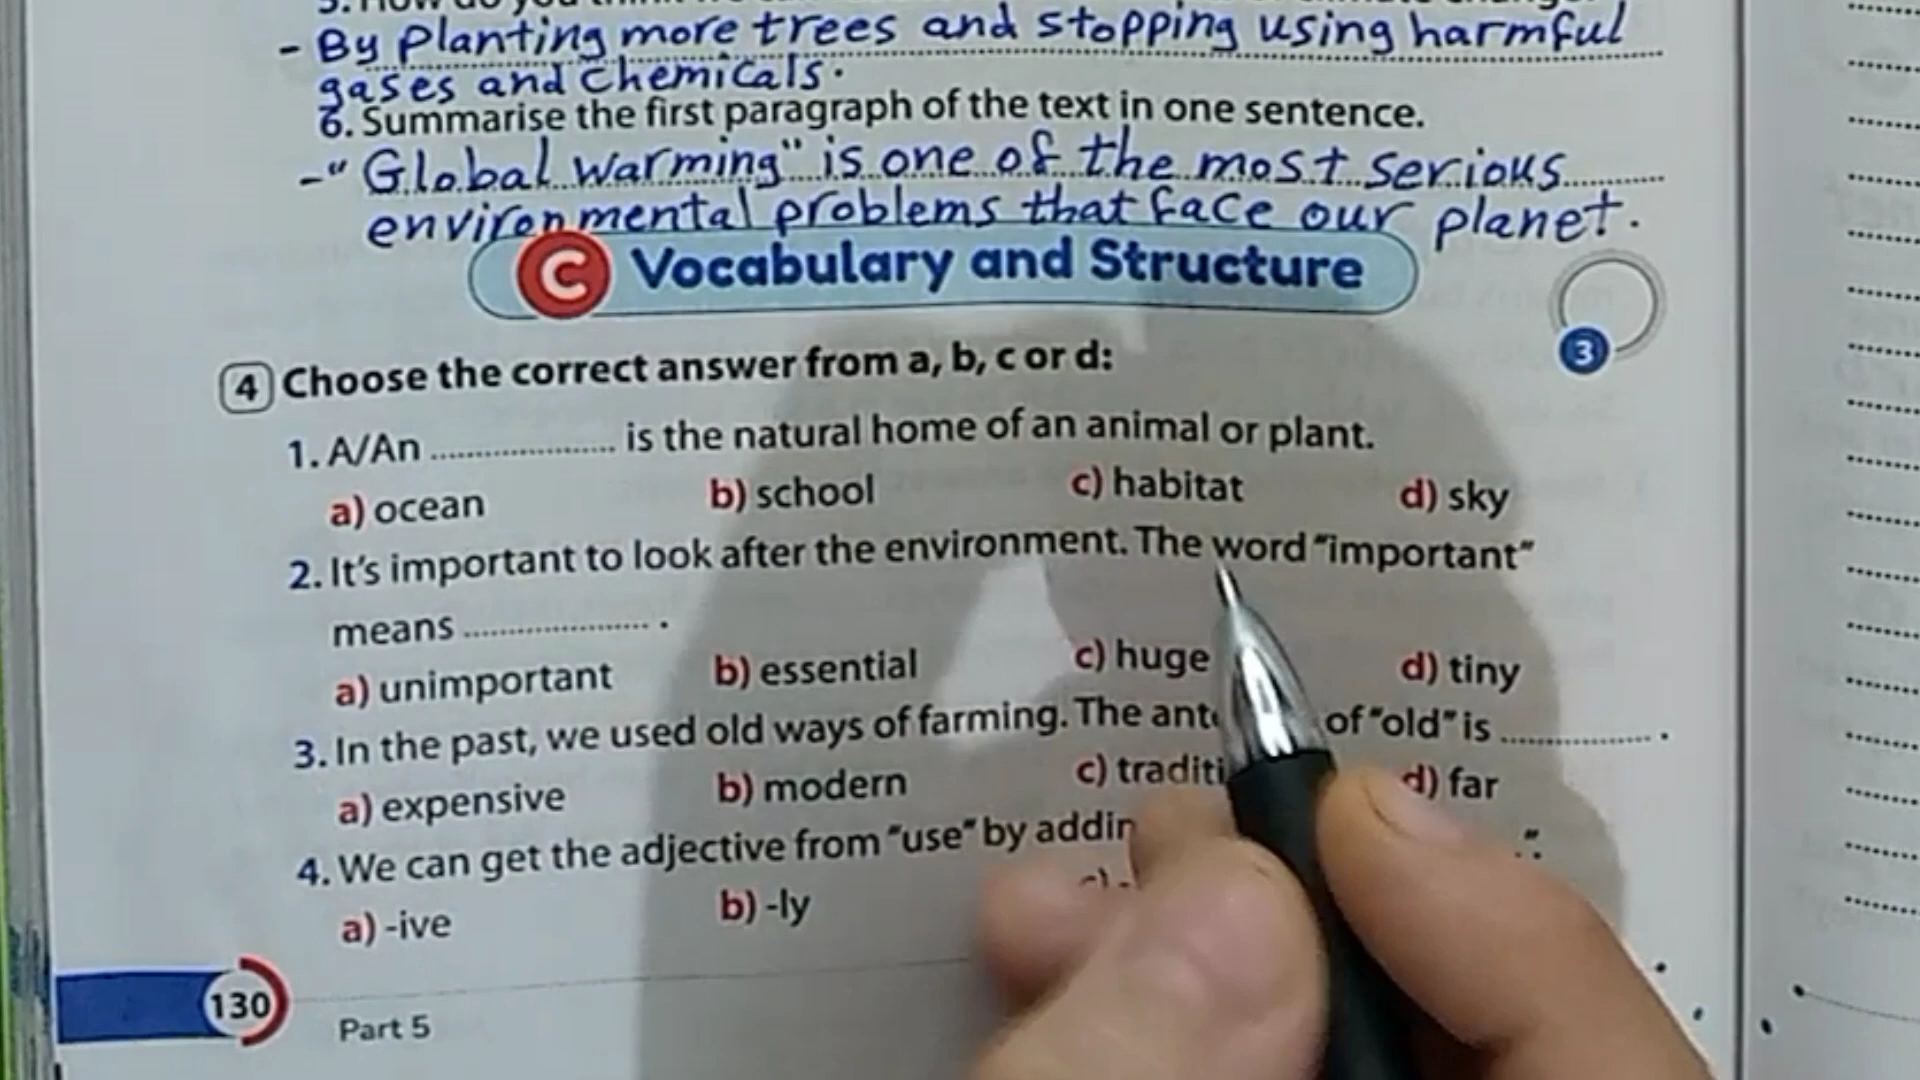 - By planting more trees and stopping using harmful
gases and chemicals.
6. Summarise the first paragraph of the text in one sentence.
- "Global warming" is one of the most serious
environmental problems that face our planet.
C Vocabulary and Structure
3
4 Choose the correct answer from a, b, c or d:
1. A/An .................... is the natural home of an animal or plant.
a) ocean b) school c) habitat d) sky
2. It's important to look after the environment. The word "important"
means .................... .
a) unimportant b) essential c) huge d) tiny
3. In the past, we used old ways of farming. The of "old" is .................... .
a) expensive b) modern c) d) far
4. We can get the adjective from "use" by
a) -ive b) -ly
130
Part 5